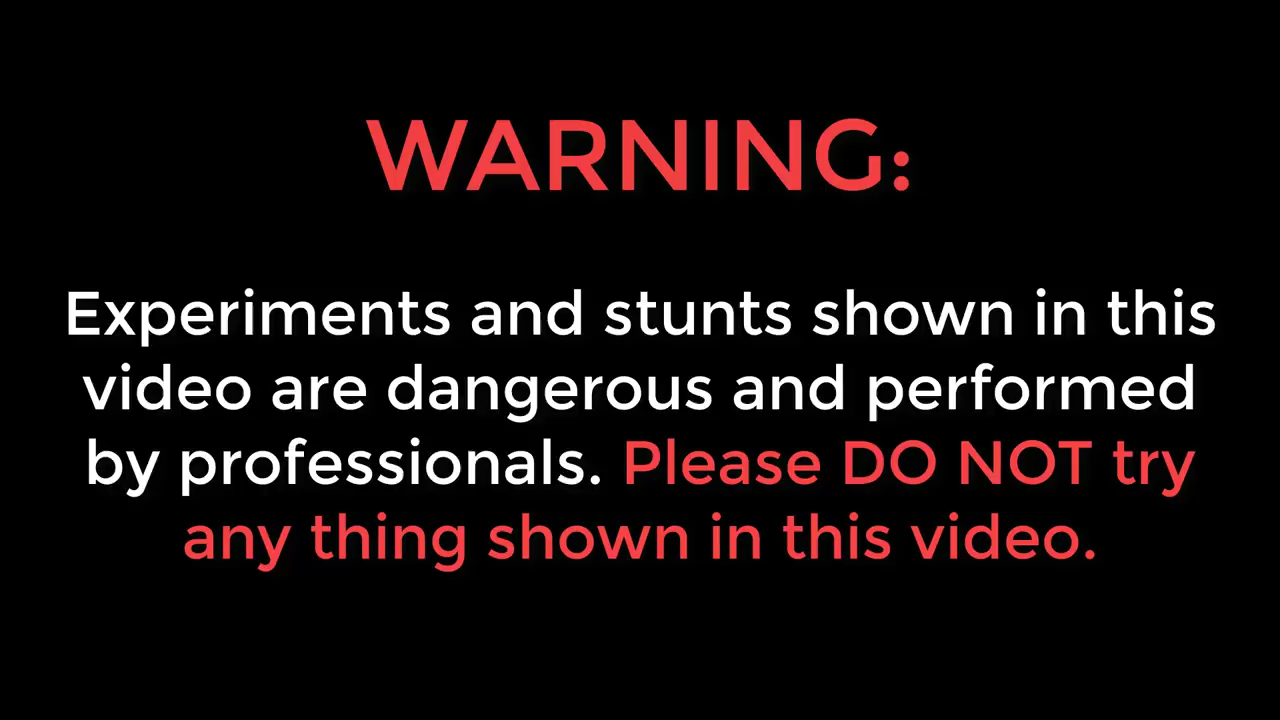 WARNING:
Experiments and stunts shown in this
video are dangerous and performed
by professionals. Please DO NOT try
any thing shown in this video.